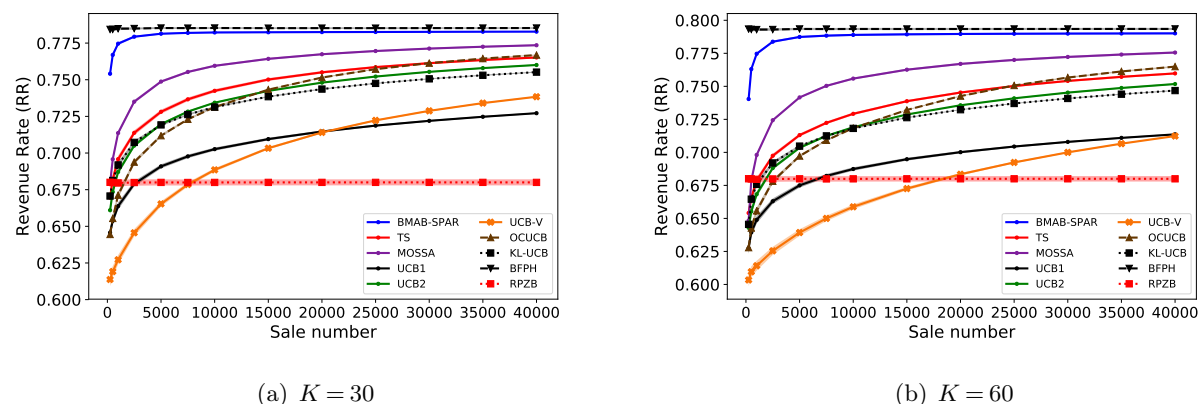 0.775
0.750
0.725
0.700
0.675
0.650
0.625
0.600
Revenue Rate (RR)
0 5000 10000 15000 20000 25000 30000 35000 40000
Sale number
BMAB-SPAR
TS
MOSSA
UCB1
UCB2
UCB-V
OCUCB
KL-UCB
BFPH
RPZB
(a) K = 30
0.800
0.775
0.750
0.725
0.700
0.675
0.650
0.625
0.600
Revenue Rate (RR)
0 5000 10000 15000 20000 25000 30000 35000 40000
Sale number
BMAB-SPAR
TS
MOSSA
UCB1
UCB2
UCB-V
OCUCB
KL-UCB
BFPH
RPZB
(b) K = 60